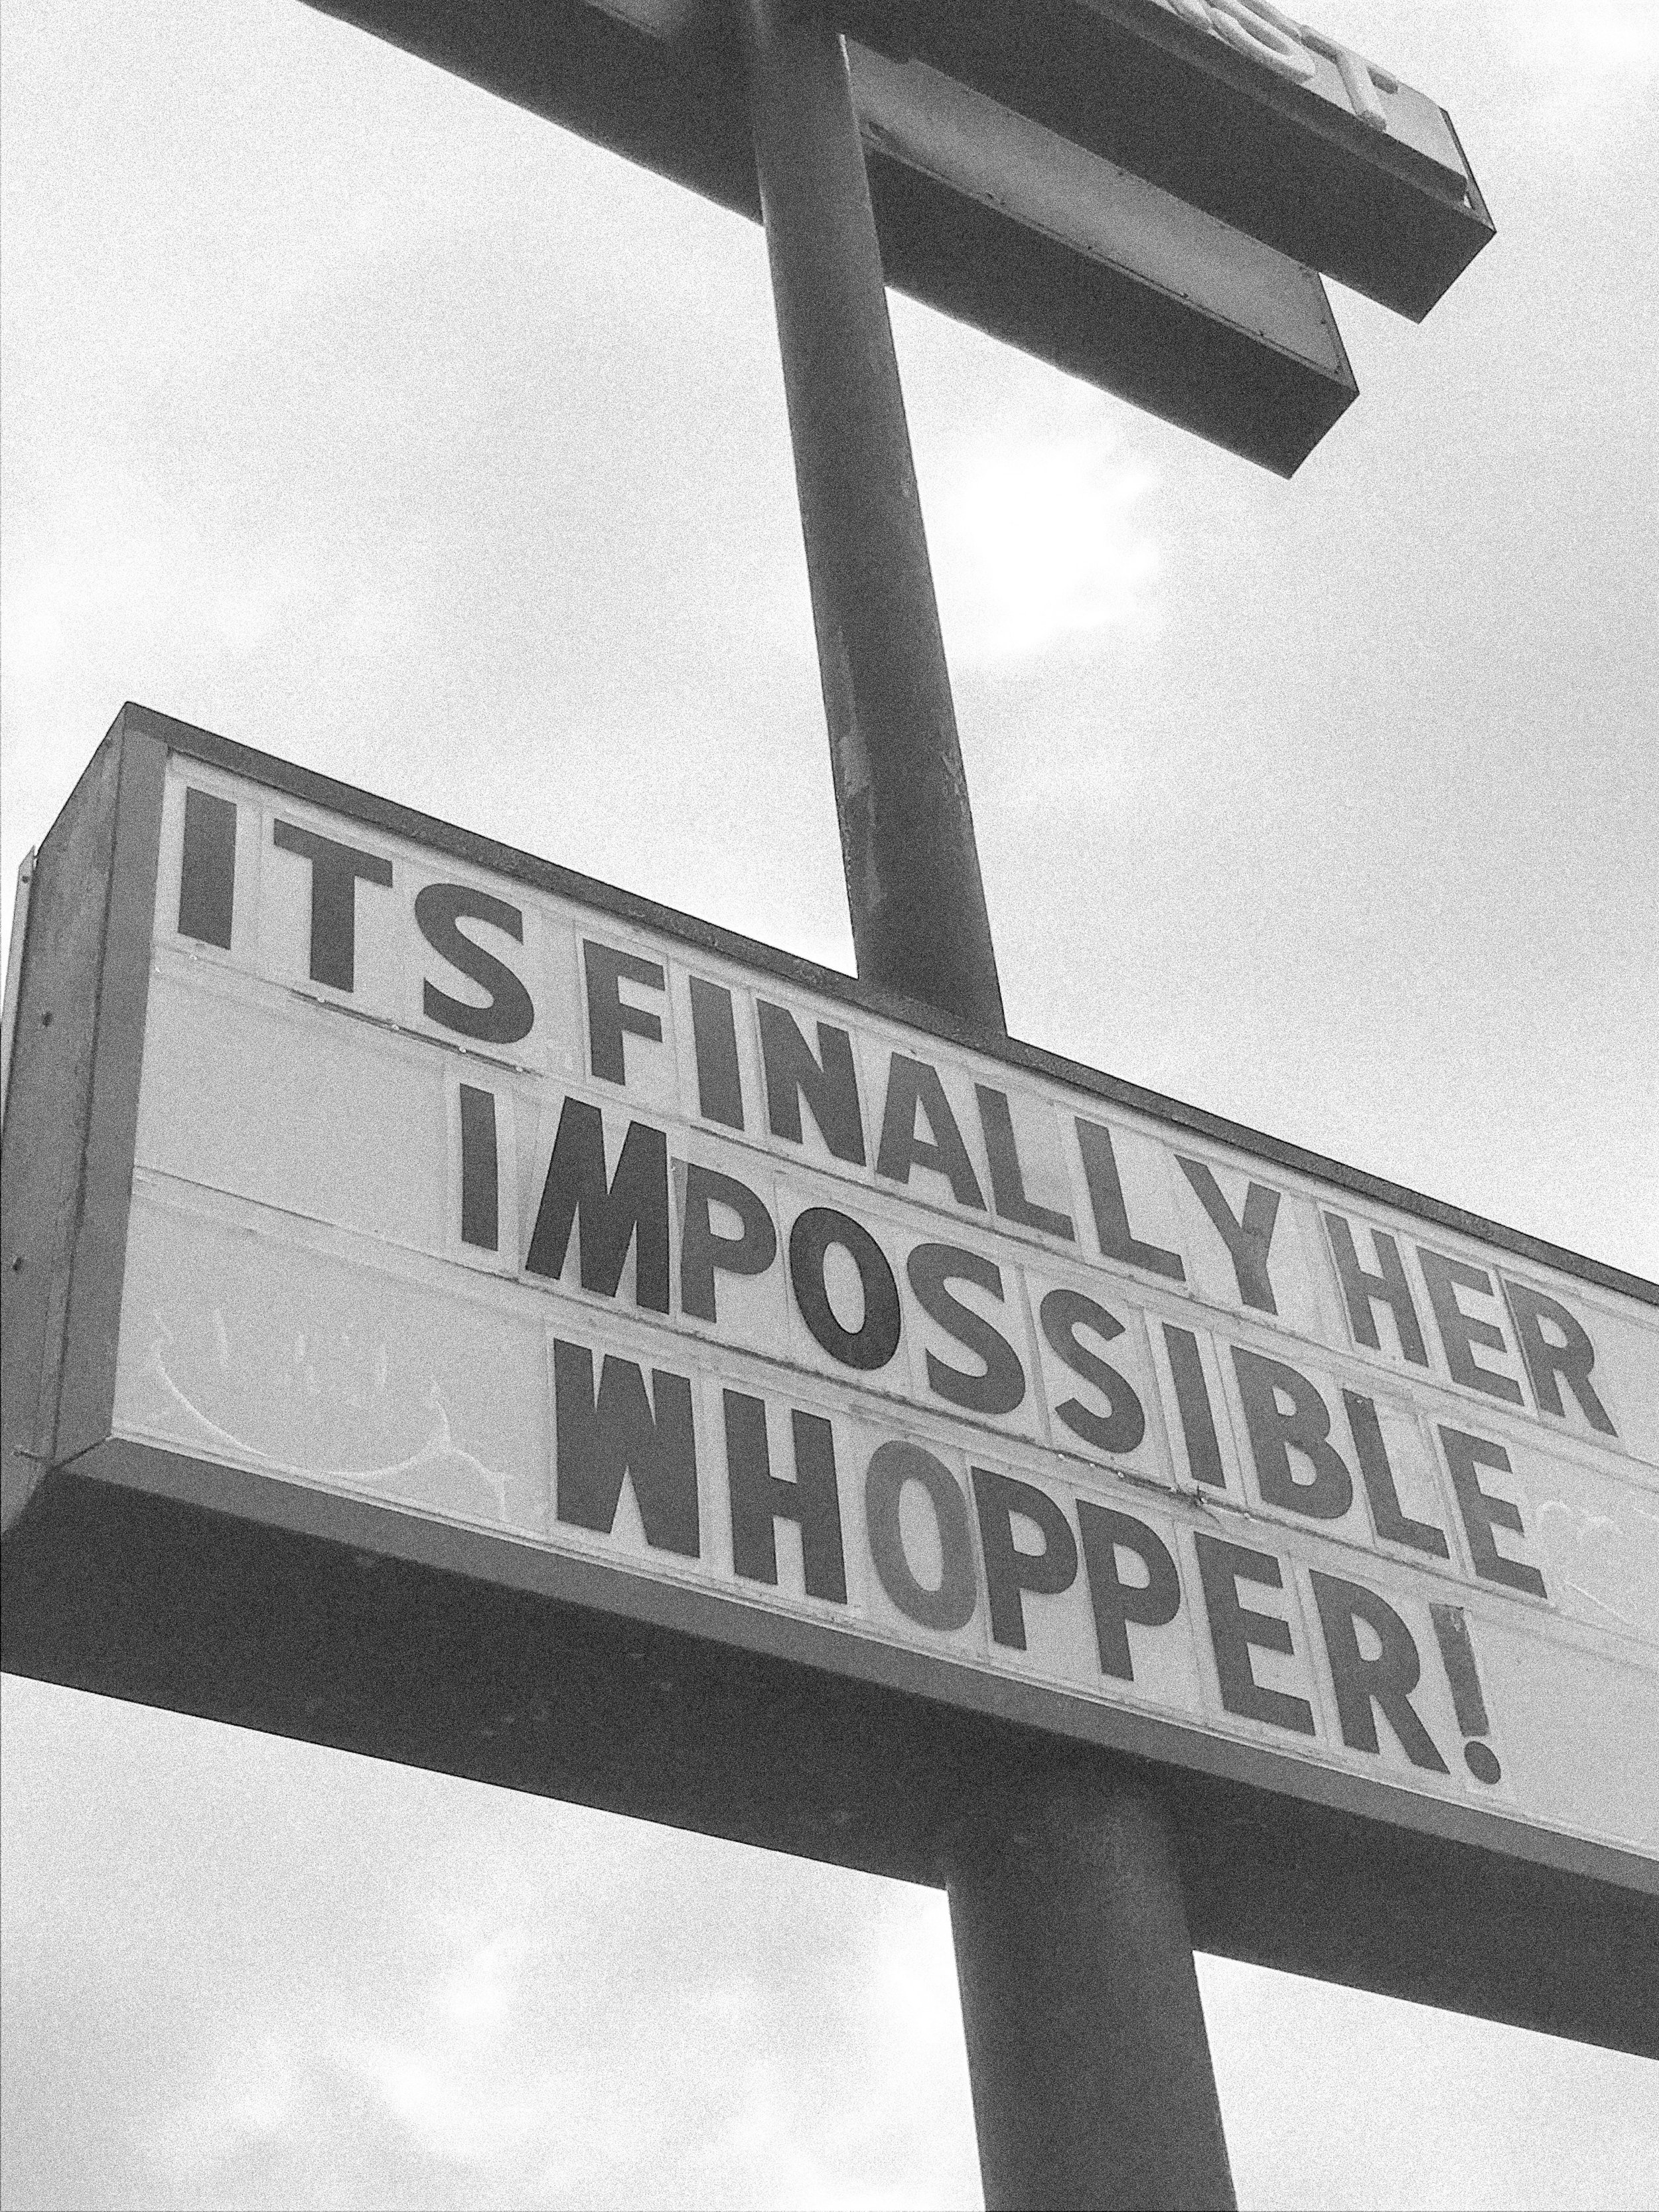 ITS FINALLY HER
IMPOSSIBLE
WHOPPER!